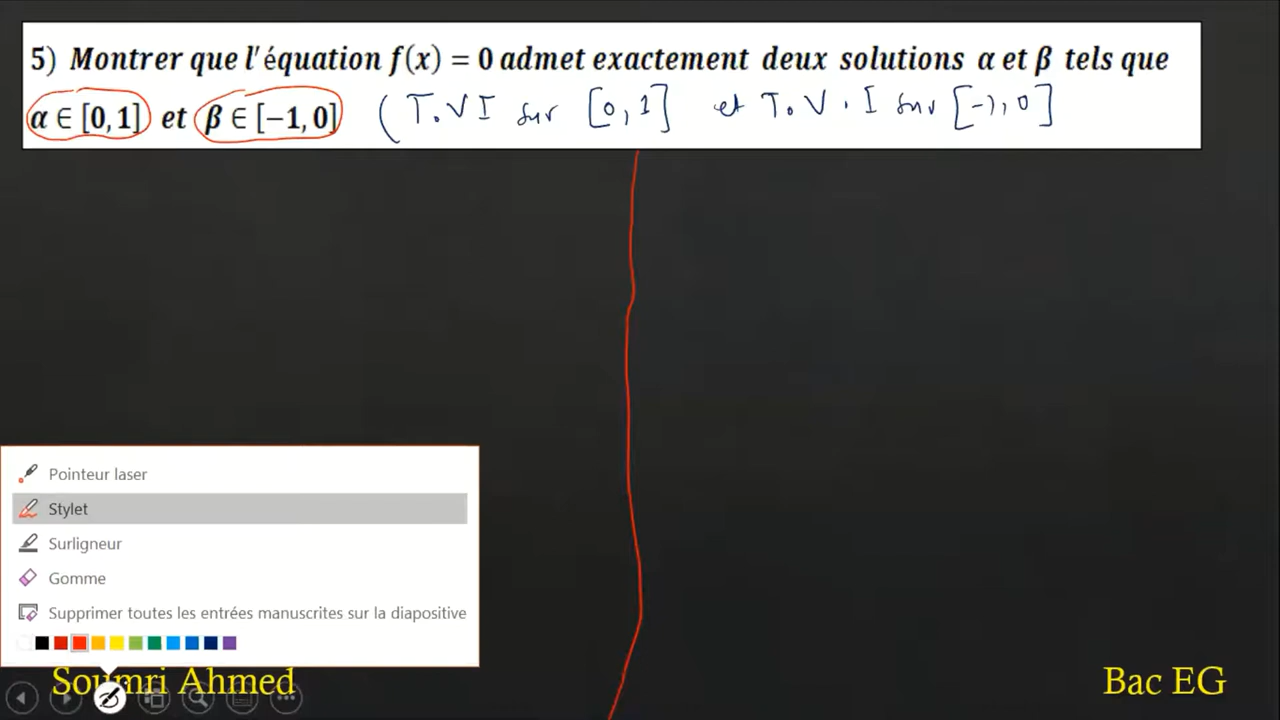 5) Montrer que l'équation f(x) = 0 admet exactement deux solutions α et β tels que
α ∈ [0, 1] et β ∈ [−1, 0] (T.V I sur [0, 1] et T.V.I sur [-1, 0]
Pointeur laser
Stylet
Surligneur
Gomme
Supprimer toutes les entrées manuscrites sur la diapositive
Soumri Ahmed
Bac EG